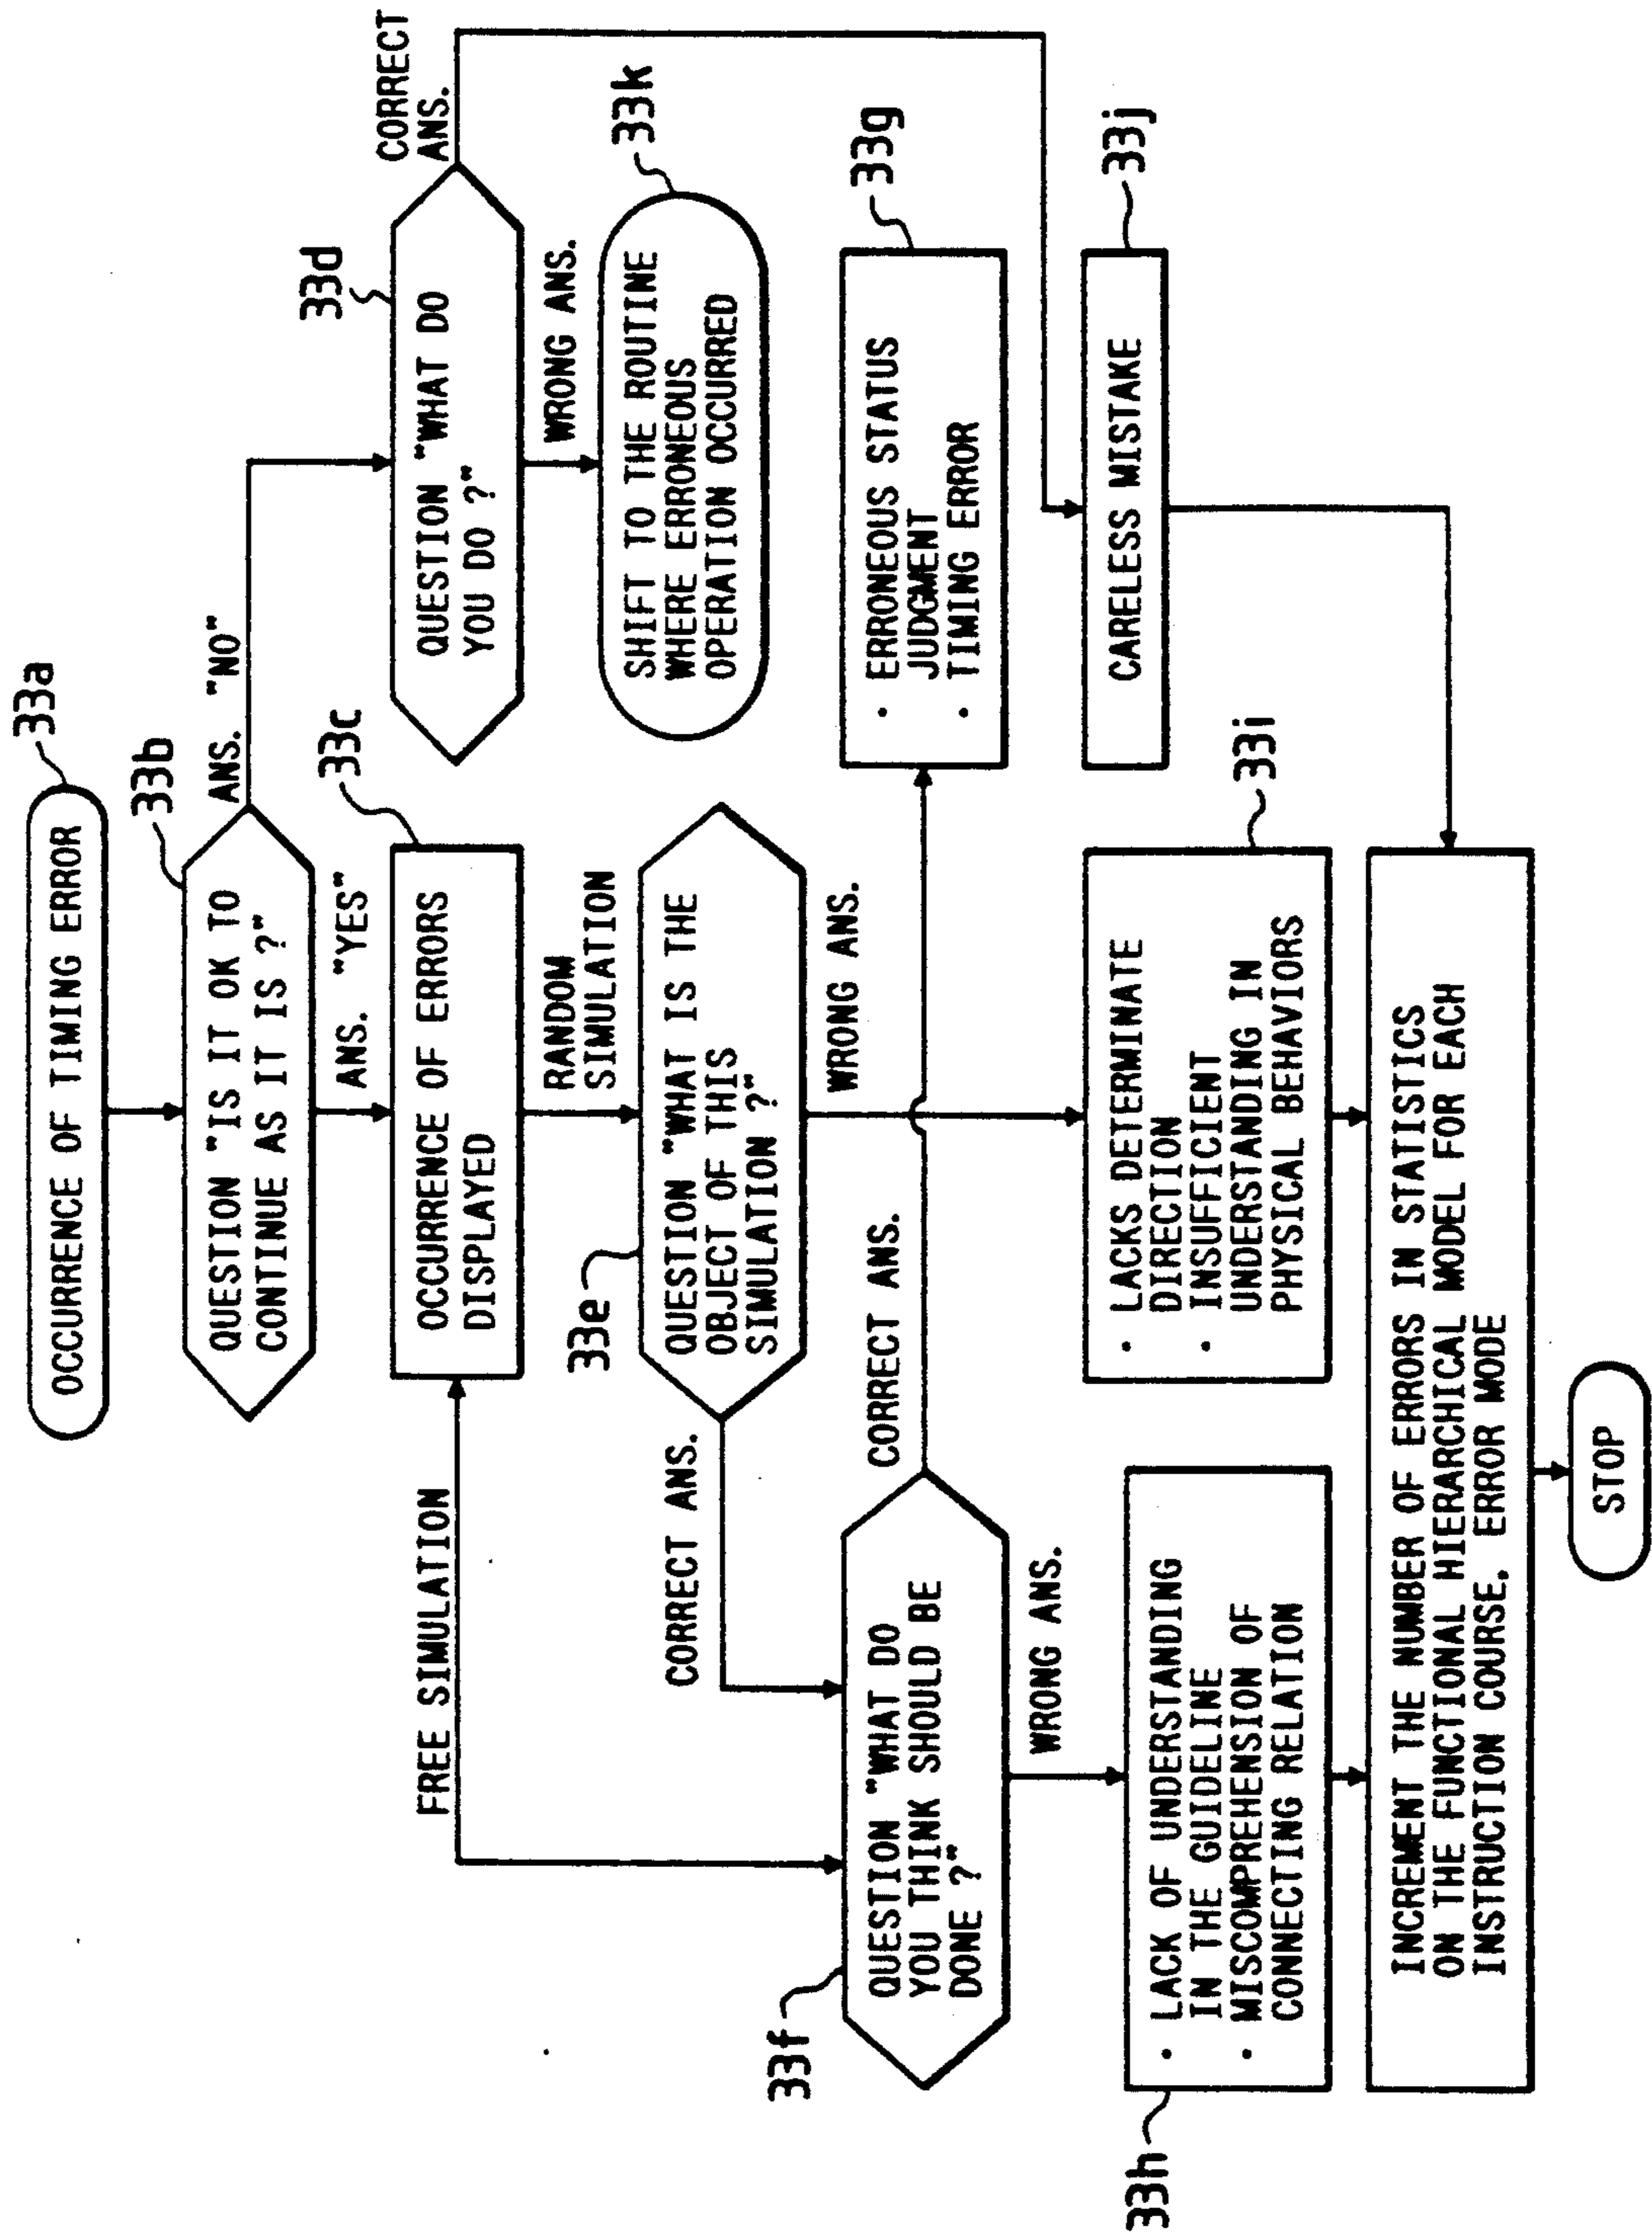 OCCURRENCE OF TIMING ERROR
33a
QUESTION "IS IT OK TO
CONTINUE AS IT IS ?"
33b
ANS. "NO"
ANS. "YES"
OCCURRENCE OF ERRORS
DISPLAYED
33c
QUESTION "WHAT DO
YOU DO ?"
33d
CORRECT
ANS.
WRONG ANS.
SHIFT TO THE ROUTINE
WHERE ERRONEOUS
OPERATION OCCURRED
33k
FREE SIMULATION
RANDOM
SIMULATION
33e
QUESTION "WHAT IS THE
OBJECT OF THIS
SIMULATION ?"
CORRECT ANS.
WRONG ANS.
33f
QUESTION "WHAT DO
YOU THINK SHOULD BE
DONE ?"
CORRECT ANS.
WRONG ANS.
• ERRONEOUS STATUS
JUDGMENT
• TIMING ERROR
33g
33h
• LACK OF UNDERSTANDING
IN THE GUIDELINE
• MISCOMPREHENSION OF
CONNECTING RELATION
• LACKS DETERMINATE
DIRECTION
• INSUFFICIENT
UNDERSTANDING IN
PHYSICAL BEHAVIORS
33i
CARELESS MISTAKE
33j
INCREMENT THE NUMBER OF ERRORS IN STATISTICS
ON THE FUNCTIONAL HIERARCHICAL MODEL FOR EACH
INSTRUCTION COURSE, ERROR MODE
STOP